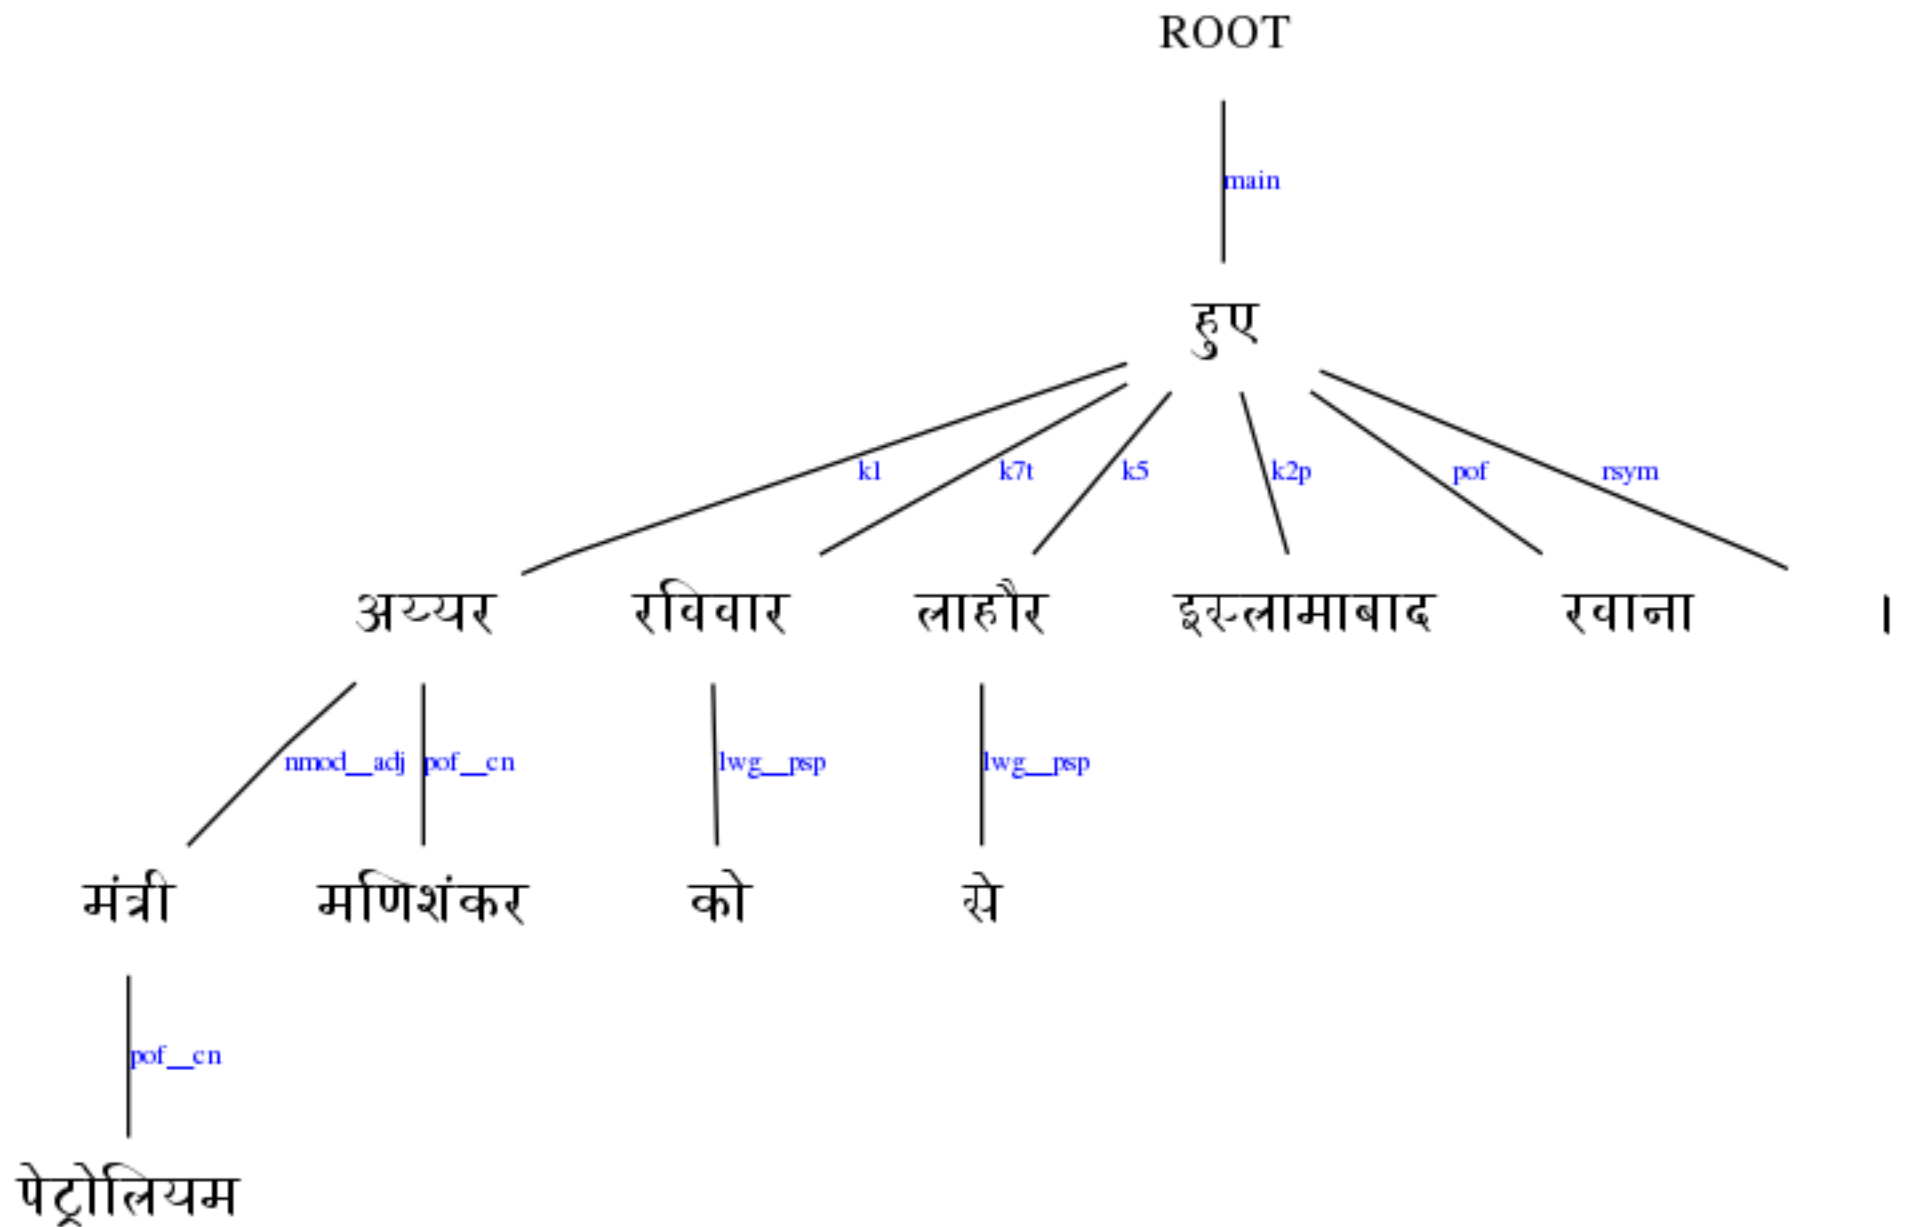 ROOT
main
हुए
k1 k7t k5 k2p pof rsym
अय्यर रविवार लाहौर इस्लामाबाद रवाना ।
nmod__adj pof__cn lwg__psp lwg__psp
मंत्री मणिशंकर को से
pof__cn
पेट्रोलियम